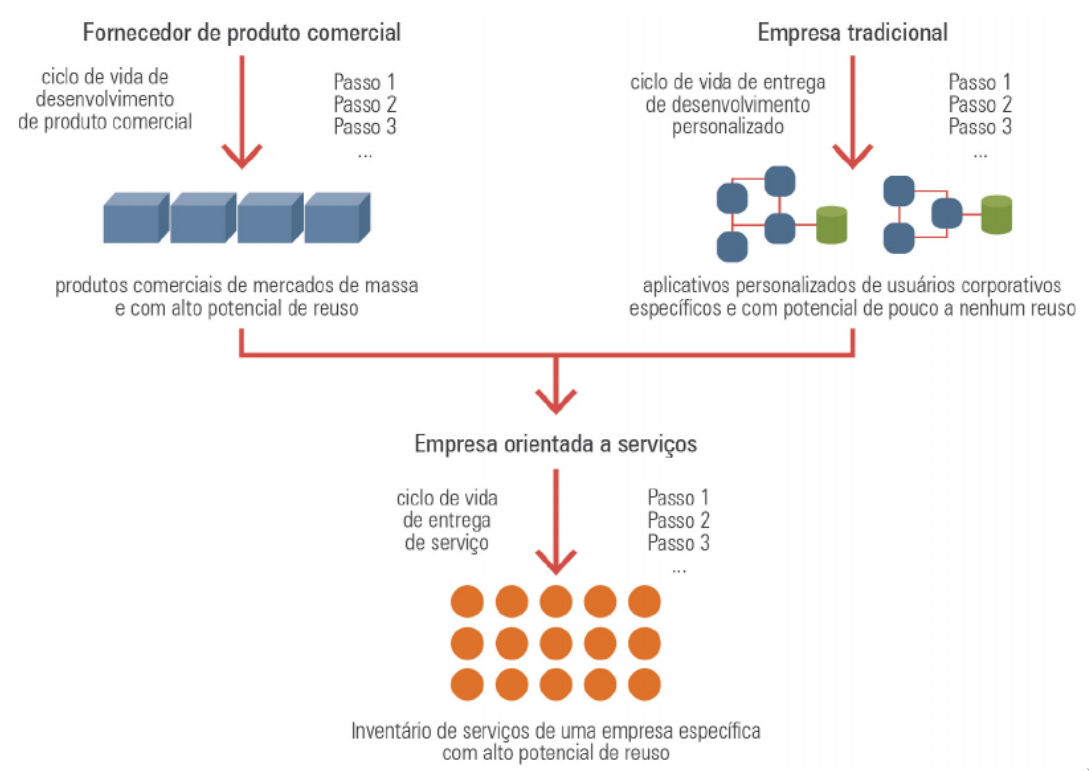 Fornecedor de produto comercial
ciclo de vida de
desenvolvimento
de produto comercial
Passo 1
Passo 2
Passo 3
...
produtos comerciais de mercados de massa
e com alto potencial de reuso
Empresa tradicional
ciclo de vida de entrega
de desenvolvimento
personalizado
Passo 1
Passo 2
Passo 3
...
aplicativos personalizados de usuários corporativos
específicos e com potencial de pouco a nenhum reuso
Empresa orientada a serviços
ciclo de vida
de entrega
de serviço
Passo 1
Passo 2
Passo 3
...
Inventário de serviços de uma empresa específica
com alto potencial de reuso